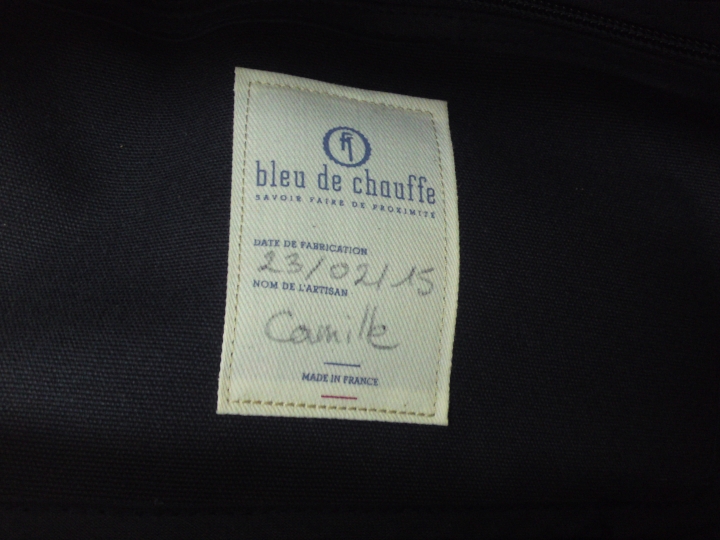 bleu de chauffe
SAVOIR FAIRE DE PROXIMITÉ
DATE DE FABRICATION
23/02/15
NOM DE L'ARTISAN
Camille
MADE IN FRANCE